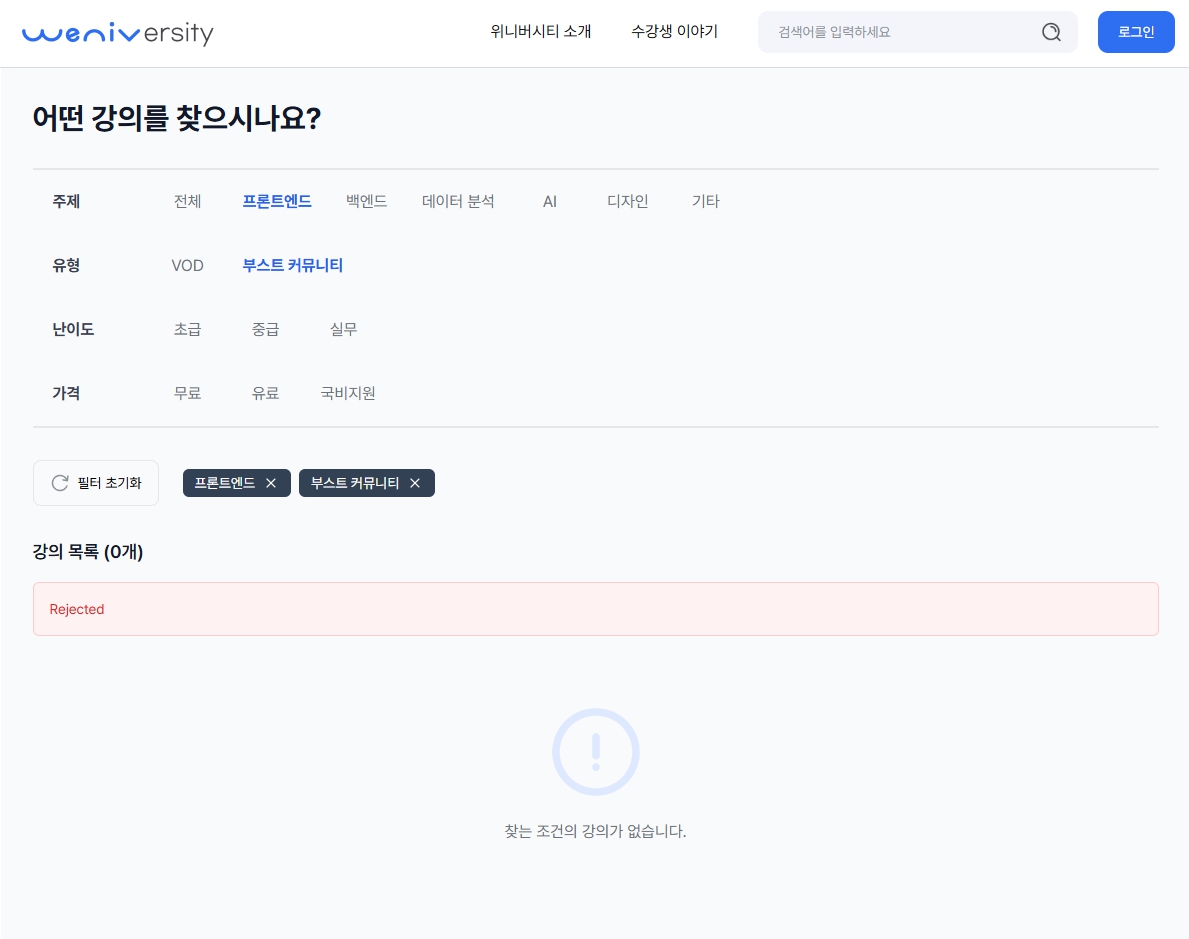 weniversity 위니버시티 소개 수강생 이야기 검색어를 입력하세요 로그인
어떤 강의를 찾으시나요?
주제 전체 프론트엔드 백엔드 데이터 분석 AI 디자인 기타
유형 VOD 부스트 커뮤니티
난이도 초급 중급 실무
가격 무료 유료 국비지원
필터 초기화 프론트엔드 부스트 커뮤니티
강의 목록 (0개)
Rejected
찾는 조건의 강의가 없습니다.